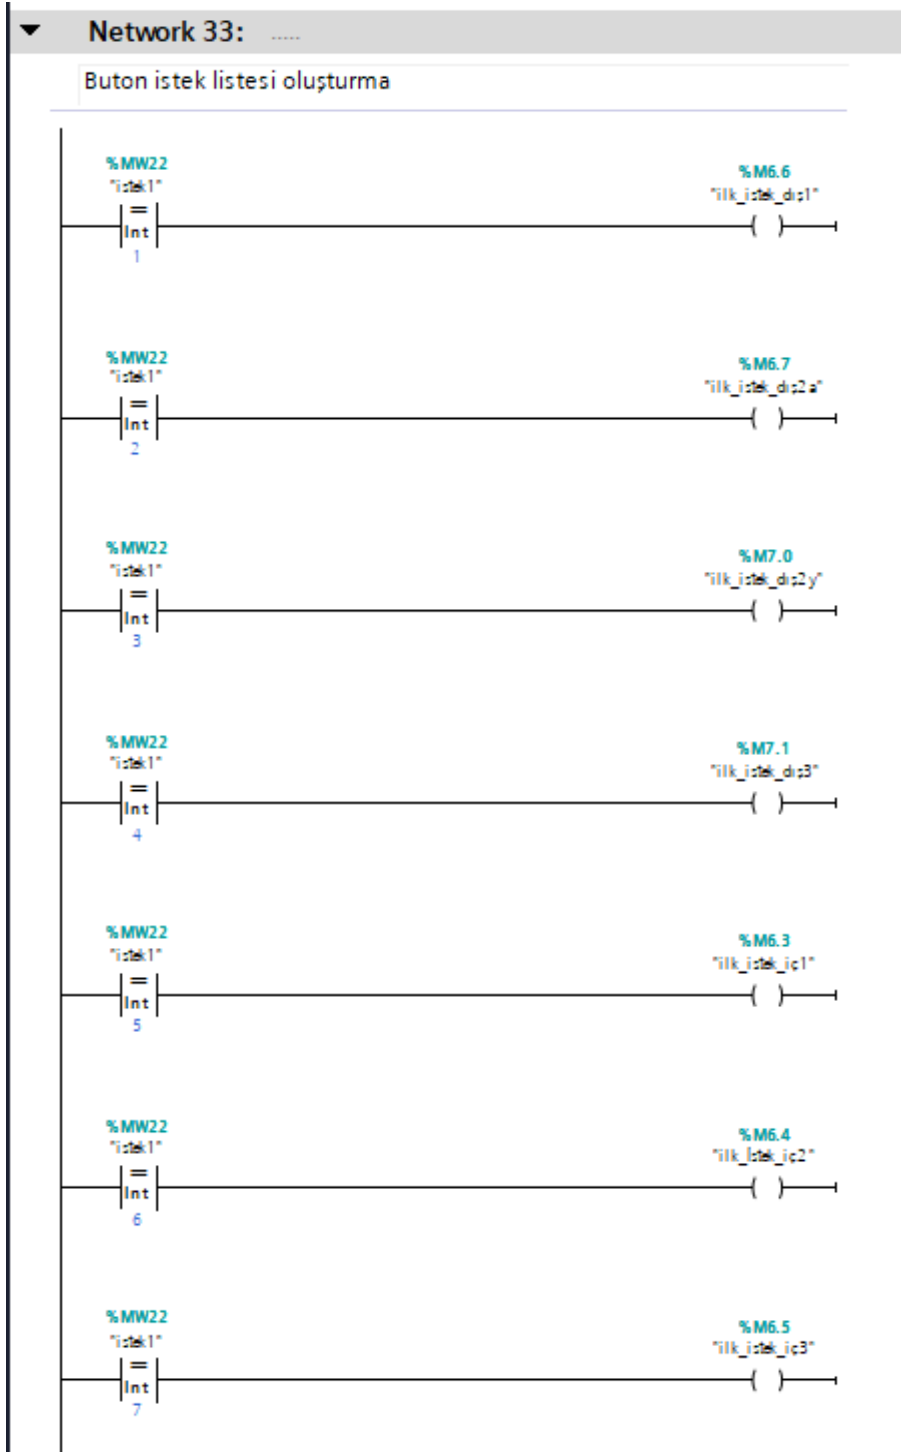 Network 33: .....
Buton istek listesi oluşturma
%MW22
"istek1"
%M6.6
"ilk_istek_dış1"
=
Int
1
%MW22
"istek1"
%M6.7
"ilk_istek_dış2a"
=
Int
2
%MW22
"istek1"
%M7.0
"ilk_istek_dış2y"
=
Int
3
%MW22
"istek1"
%M7.1
"ilk_istek_dış3"
=
Int
4
%MW22
"istek1"
%M6.3
"ilk_istek_iç1"
=
Int
5
%MW22
"istek1"
%M6.4
"ilk_İstek_iç2"
=
Int
6
%MW22
"istek1"
%M6.5
"ilk_istek_iç3"
=
Int
7